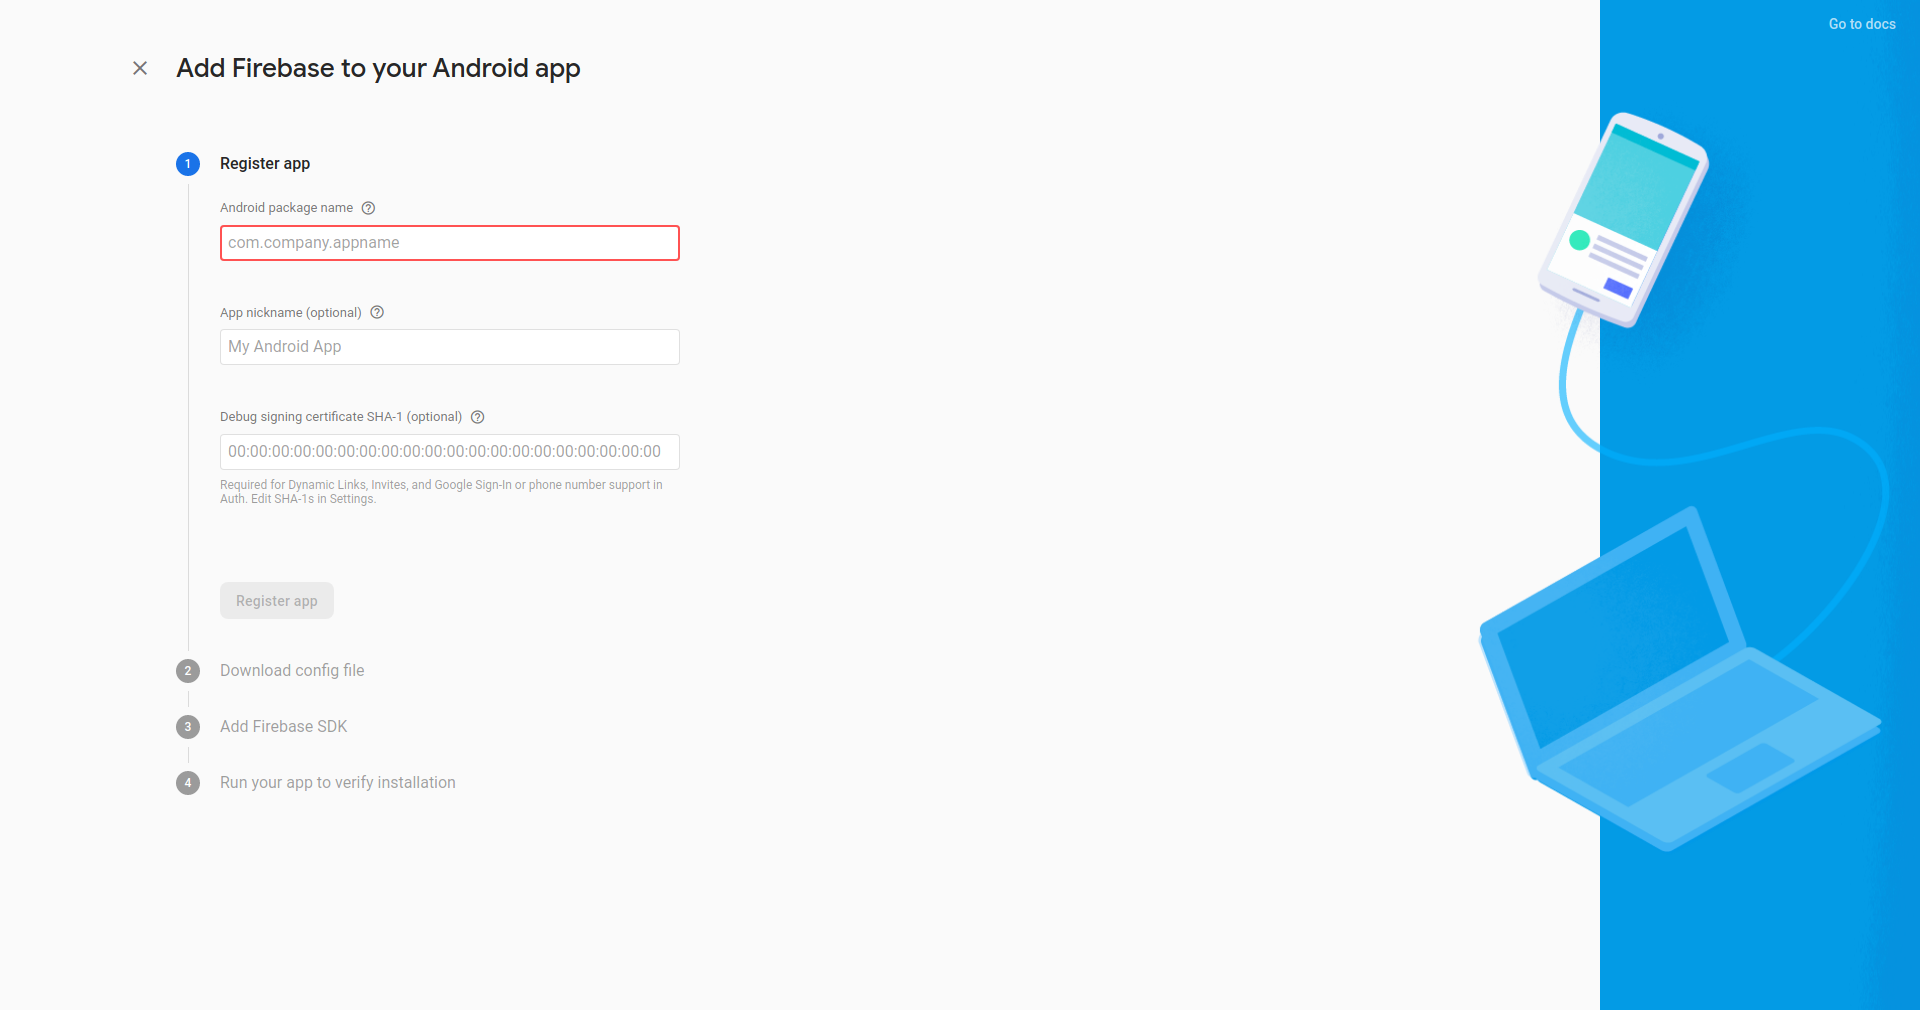 Go to docs
Add Firebase to your Android app
1 Register app
Android package name ?
com.company.appname
App nickname (optional) ?
My Android App
Debug signing certificate SHA-1 (optional) ?
00:00:00:00:00:00:00:00:00:00:00:00:00:00:00:00:00:00:00:00
Required for Dynamic Links, Invites, and Google Sign-In or phone number support in
Auth. Edit SHA-1s in Settings.
Register app
2 Download config file
3 Add Firebase SDK
4 Run your app to verify installation